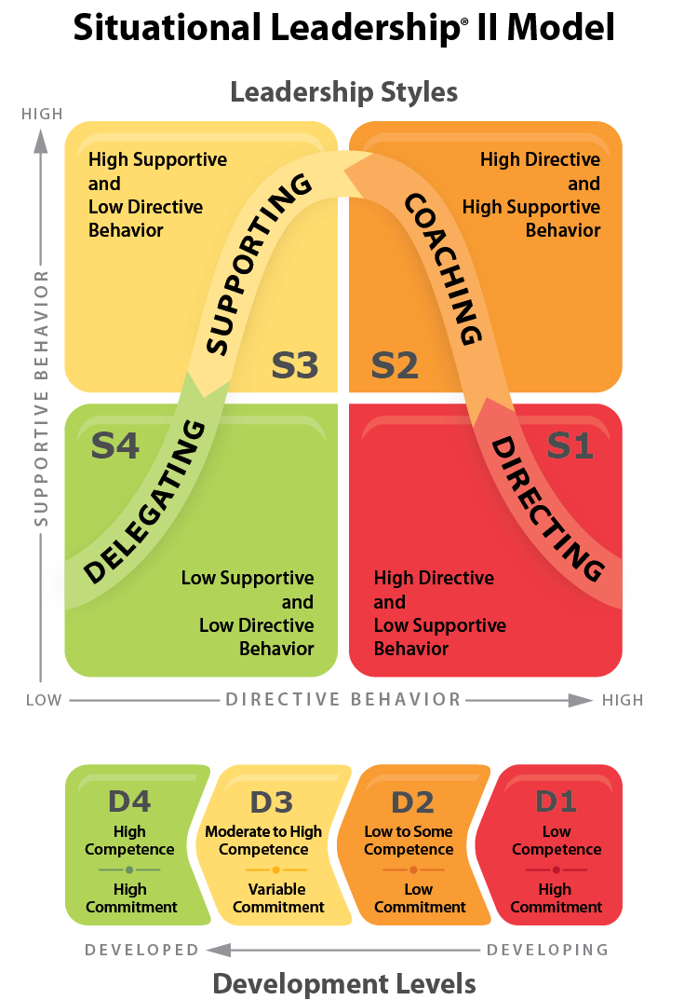 Situational Leadership® II Model
Leadership Styles
HIGH
SUPPORTIVE BEHAVIOR
High Supportive
and
Low Directive
Behavior
SUPPORTING
S3
High Directive
and
High Supportive
Behavior
COACHING
S2
S4
DELEGATING
Low Supportive
and
Low Directive
Behavior
S1
DIRECTING
High Directive
and
Low Supportive
Behavior
LOW
DIRECTIVE BEHAVIOR
HIGH
D4
High
Competence
High
Commitment
D3
Moderate to High
Competence
Variable
Commitment
D2
Low to Some
Competence
Low
Commitment
D1
Low
Competence
High
Commitment
DEVELOPED
DEVELOPING
Development Levels